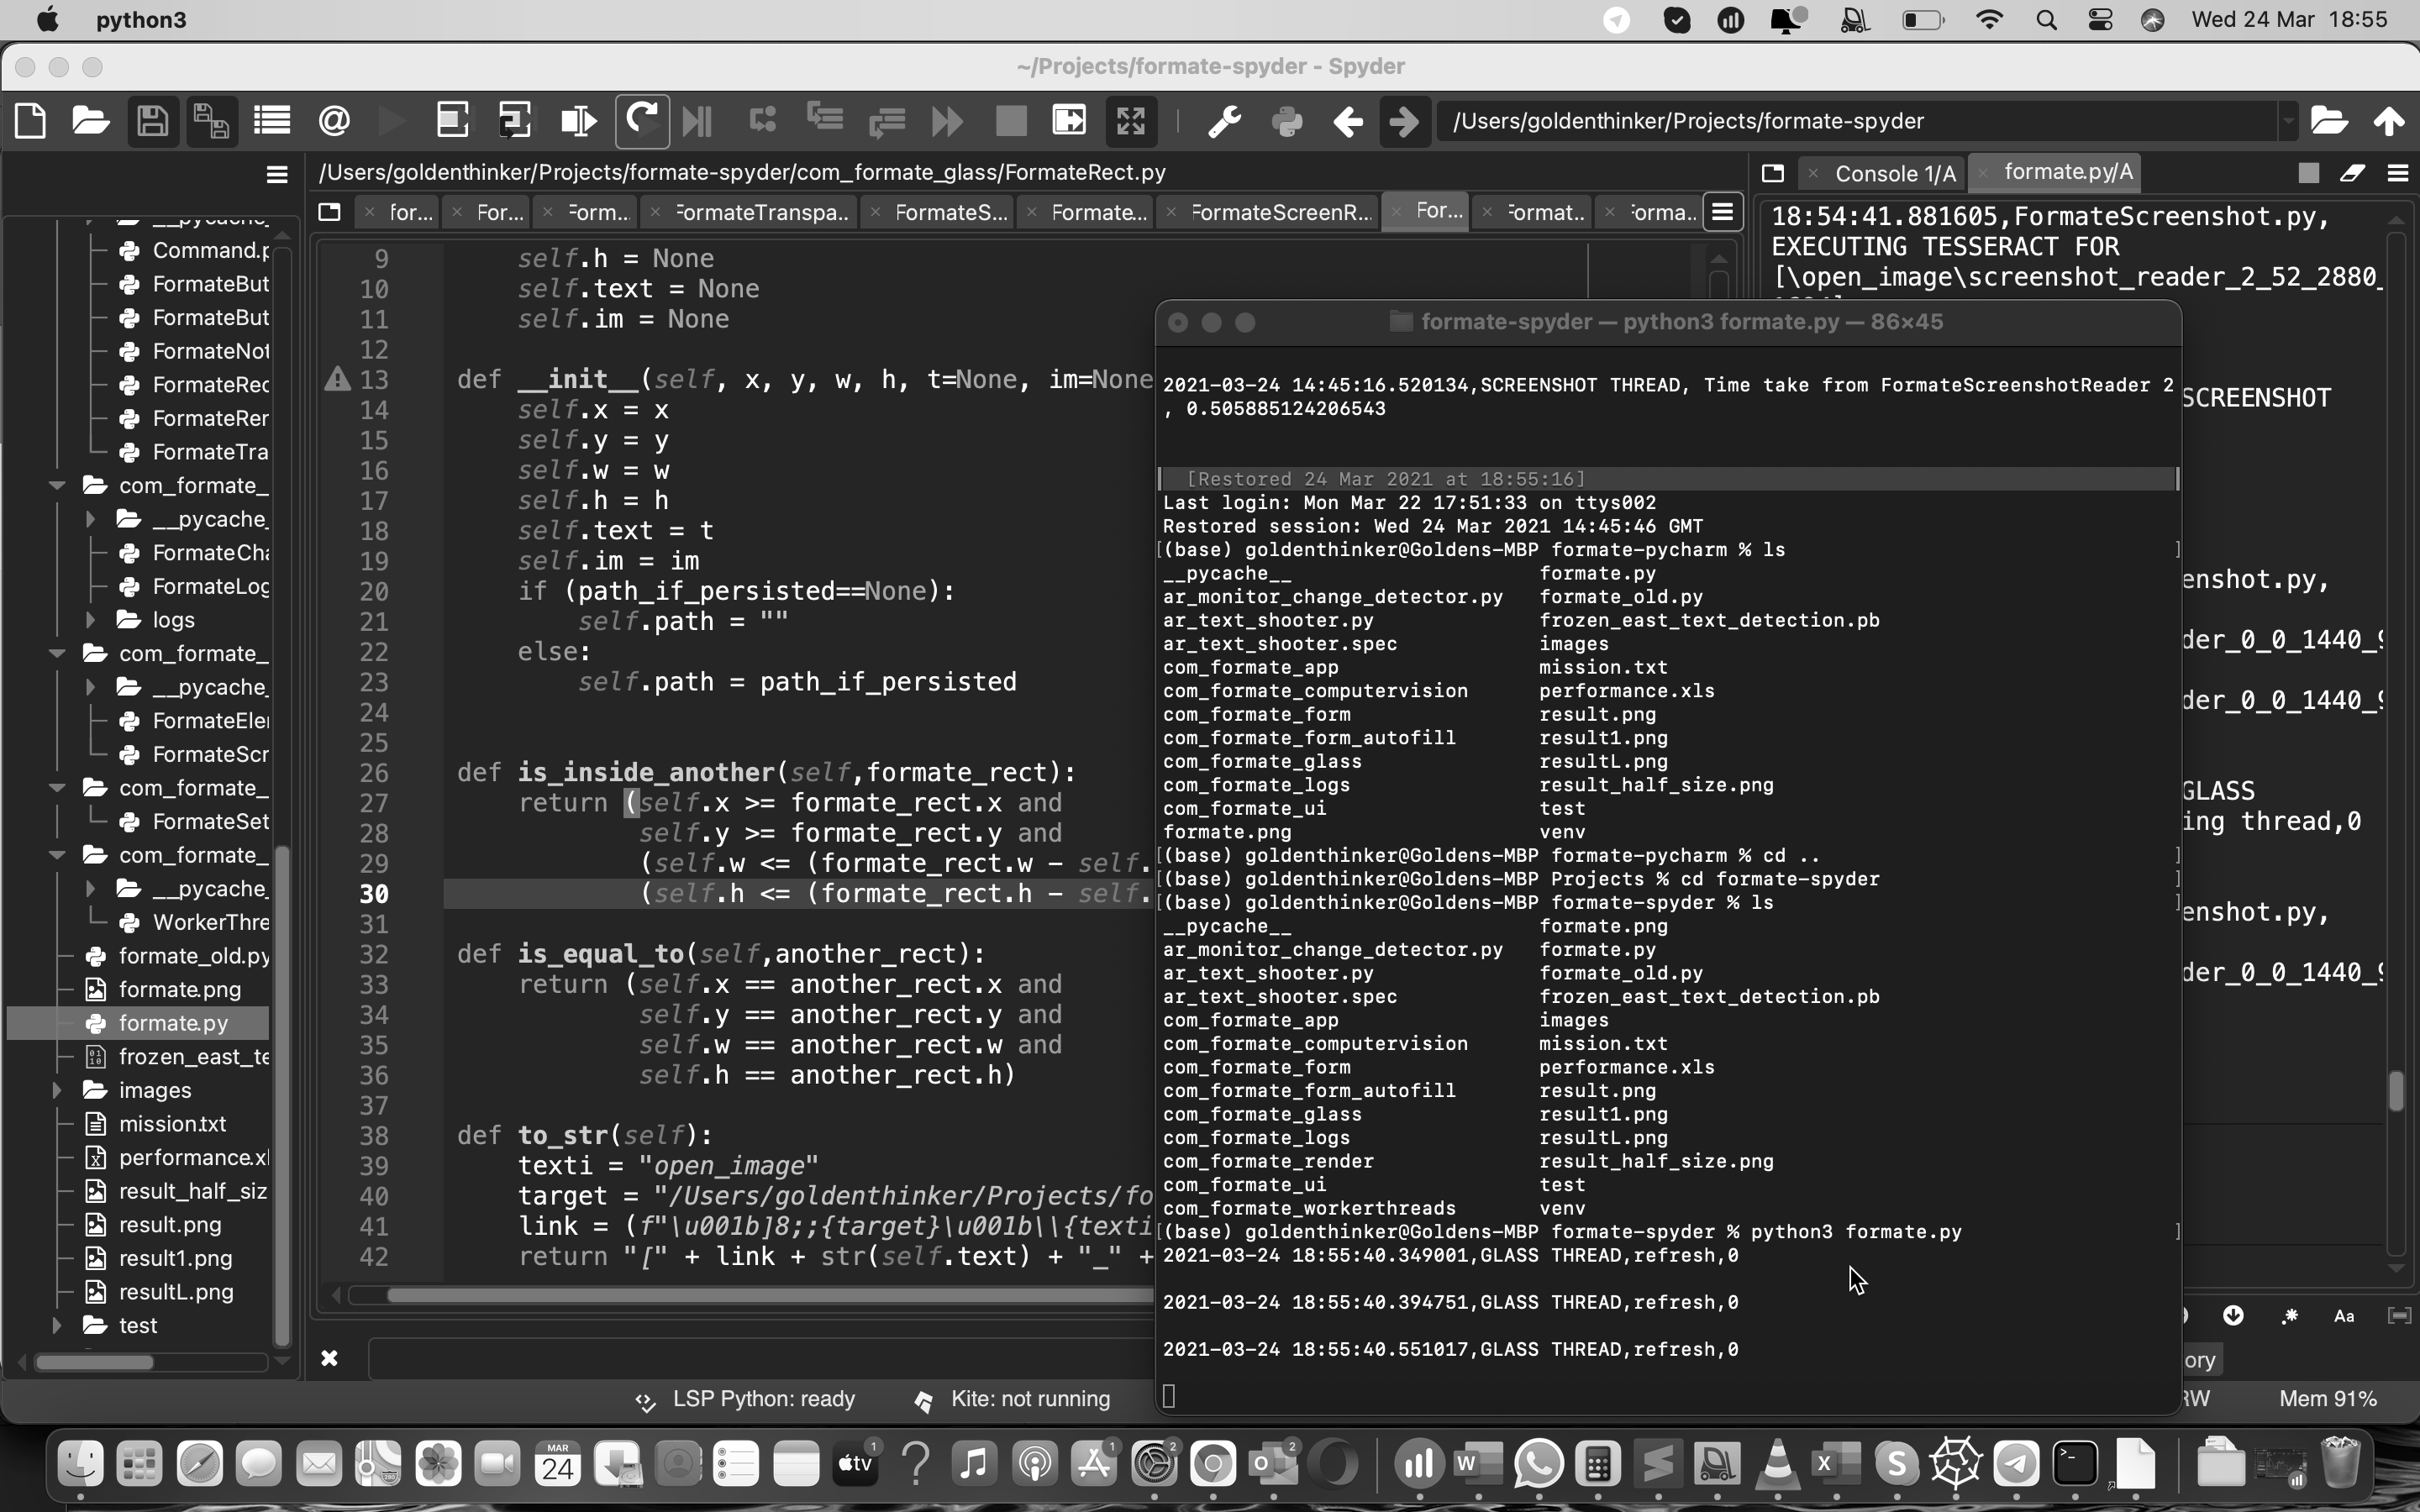 python3
Wed 24 Mar 18:55
~/Projects/formate-spyder - Spyder
/Users/goldenthinker/Projects/formate-spyder
/Users/goldenthinker/Projects/formate-spyder/com_formate_glass/FormateRect.py
for...
For...
Form...
FormateTranspa...
FormateS...
Formate...
FormateScreenR...
For...
Format...
Forma...
Console 1/A
formate.py/A
__pycache_
Command.p
FormateBut
FormateBut
FormateNot
FormateRec
FormateRer
FormateTra
com_formate_
__pycache_
FormateCha
FormateLog
logs
com_formate_
__pycache_
FormateEle
FormateScr
com_formate_
FormateSet
com_formate_
__pycache_
WorkerThre
formate_old.py
formate.png
formate.py
frozen_east_te
images
mission.txt
performance.xl
result_half_siz
result.png
result1.png
resultL.png
test
9 self.h = None
10 self.text = None
11 self.im = None
12
13 def __init__(self, x, y, w, h, t=None, im=None
14 self.x = x
15 self.y = y
16 self.w = w
17 self.h = h
18 self.text = t
19 self.im = im
20 if (path_if_persisted==None):
21 self.path = ""
22 else:
23 self.path = path_if_persisted
24
25
26 def is_inside_another(self,formate_rect):
27 return (self.x >= formate_rect.x and
28 self.y >= formate_rect.y and
29 (self.w <= (formate_rect.w - self.
30 (self.h <= (formate_rect.h - self.
31
32 def is_equal_to(self,another_rect):
33 return (self.x == another_rect.x and
34 self.y == another_rect.y and
35 self.w == another_rect.w and
36 self.h == another_rect.h)
37
38 def to_str(self):
39 texti = "open_image"
40 target = "/Users/goldenthinker/Projects/fo
41 link = (f"\u001b]8;;{target}\u001b\\{texti
42 return "[" + link + str(self.text) + "_" +
18:54:41.881605,FormateScreenshot.py,
EXECUTING TESSERACT FOR
[\open_image\screenshot_reader_2_52_2880_
SCREENSHOT
enshot.py,
der_0_0_1440_9
der_0_0_1440_9
GLASS
ing thread,0
enshot.py,
der_0_0_1440_9
formate-spyder — python3 formate.py — 86×45
2021-03-24 14:45:16.520134,SCREENSHOT THREAD, Time take from FormateScreenshotReader 2
, 0.505885124206543
[Restored 24 Mar 2021 at 18:55:16]
Last login: Mon Mar 22 17:51:33 on ttys002
Restored session: Wed 24 Mar 2021 14:45:46 GMT
[(base) goldenthinker@Goldens-MBP formate-pycharm % ls ]
__pycache__ formate.py
ar_monitor_change_detector.py formate_old.py
ar_text_shooter.py frozen_east_text_detection.pb
ar_text_shooter.spec images
com_formate_app mission.txt
com_formate_computervision performance.xls
com_formate_form result.png
com_formate_form_autofill result1.png
com_formate_glass resultL.png
com_formate_logs result_half_size.png
com_formate_ui test
formate.png venv
[(base) goldenthinker@Goldens-MBP formate-pycharm % cd .. ]
[(base) goldenthinker@Goldens-MBP Projects % cd formate-spyder ]
[(base) goldenthinker@Goldens-MBP formate-spyder % ls ]
__pycache__ formate.png
ar_monitor_change_detector.py formate.py
ar_text_shooter.py formate_old.py
ar_text_shooter.spec frozen_east_text_detection.pb
com_formate_app images
com_formate_computervision mission.txt
com_formate_form performance.xls
com_formate_form_autofill result.png
com_formate_glass result1.png
com_formate_logs resultL.png
com_formate_render result_half_size.png
com_formate_ui test
com_formate_workerthreads venv
[(base) goldenthinker@Goldens-MBP formate-spyder % python3 formate.py ]
2021-03-24 18:55:40.349001,GLASS THREAD,refresh,0
2021-03-24 18:55:40.394751,GLASS THREAD,refresh,0
2021-03-24 18:55:40.551017,GLASS THREAD,refresh,0
Aa
ory
LSP Python: ready
Kite: not running
RW
Mem 91%
MAR
24
tv
1
1
2
2